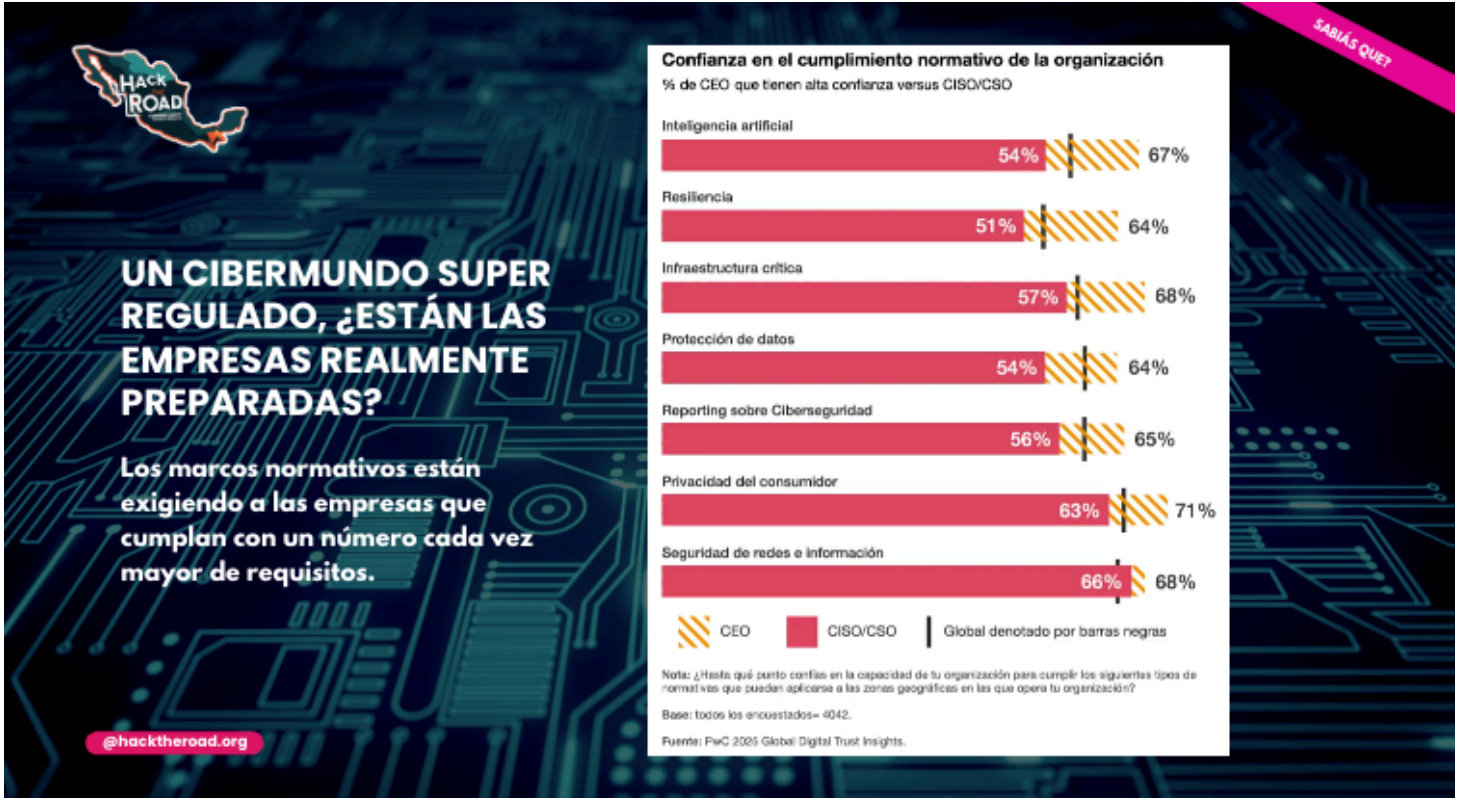 HACK
THE
ROAD
SABIÁS QUE?
UN CIBERMUNDO SUPER
REGULADO, ¿ESTÁN LAS
EMPRESAS REALMENTE
PREPARADAS?
Los marcos normativos están
exigiendo a las empresas que
cumplan con un número cada vez
mayor de requisitos.
@hacktheroad.org
Confianza en el cumplimiento normativo de la organización
% de CEO que tienen alta confianza versus CISO/CSO
Inteligencia artificial
54% 67%
Resiliencia
51% 64%
Infraestructura crítica
57% 68%
Protección de datos
54% 64%
Reporting sobre Ciberseguridad
56% 65%
Privacidad del consumidor
63% 71%
Seguridad de redes e información
66% 68%
CEO CISO/CSO Global denotado por barras negras
Nota: ¿Hasta qué punto confías en la capacidad de tu organización para cumplir los siguientes tipos de
normativas que pueden aplicarse a las zonas geográficas en las que opera tu organización?
Base: todos los encuestados= 4042.
Fuente: PwC 2025 Global Digital Trust Insights.